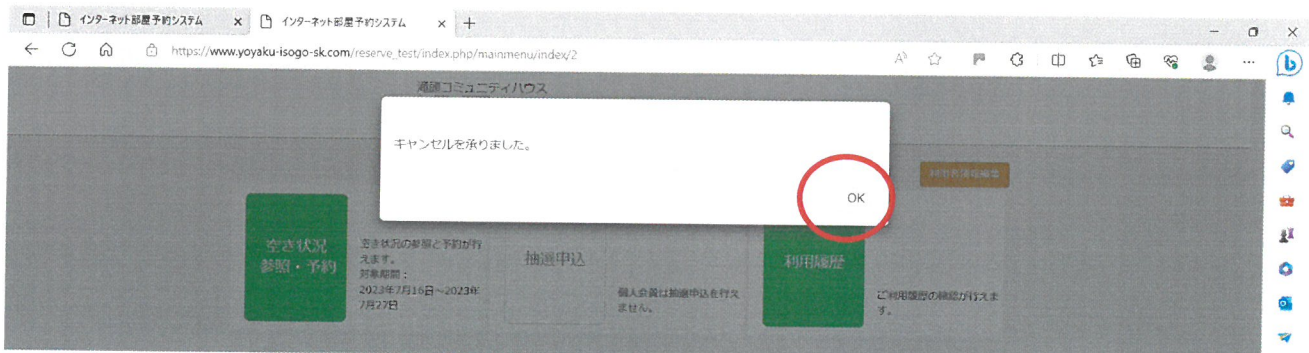 インターネット部屋予約システム
インターネット部屋予約システム
https://www.yoyaku-isogo-sk.com/reserve_test/index.php/mainmenu/index/2
コミュニティハウス
キャンセルを承りました。
OK
空き状況
参照・予約
空き状況の参照と予約が行
えます。
対象期間：
2023年7月16日～2023年
7月27日
抽選申込
個人会員は抽選申込を行え
ません。
利用履歴
ご利用履歴の確認が行えま
す。